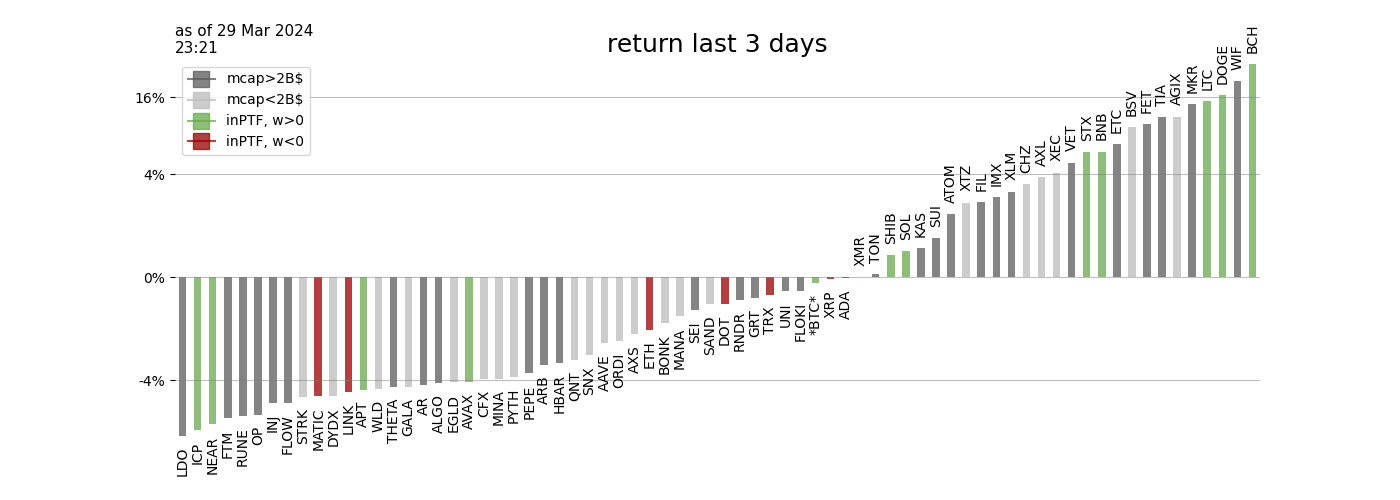 as of 29 Mar 2024
23:21
return last 3 days
mcap>2B$
mcap<2B$
inPTF, w>0
inPTF, w<0
16%
4%
0%
-4%
LDO
ICP
NEAR
FTM
RUNE
OP
INJ
FLOW
STRK
MATIC
DYDX
LINK
APT
WLD
THETA
GALA
AR
ALGO
EGLD
AVAX
CFX
MINA
PYTH
PEPE
ARB
HBAR
QNT
SNX
AAVE
ORDI
AXS
ETH
BONK
MANA
SEI
SAND
DOT
RNDR
GRT
TRX
UNI
FLOKI
*BTC*
XRP
ADA
XMR
TON
SHIB
SOL
KAS
SUI
ATOM
XTZ
FIL
IMX
XLM
CHZ
AXL
XEC
VET
STX
BNB
ETC
BSV
FET
TIA
AGIX
MKR
LTC
DOGE
WIF
BCH